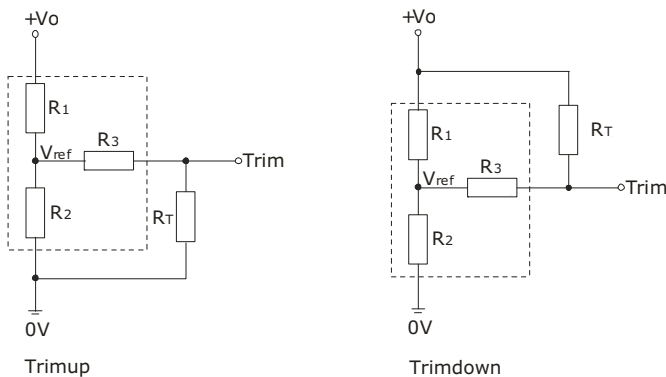 +Vo
R1
Vref
R3
Trim
R2
RT
0V
Trimup
+Vo
R1
RT
Vref
R3
Trim
R2
0V
Trimdown